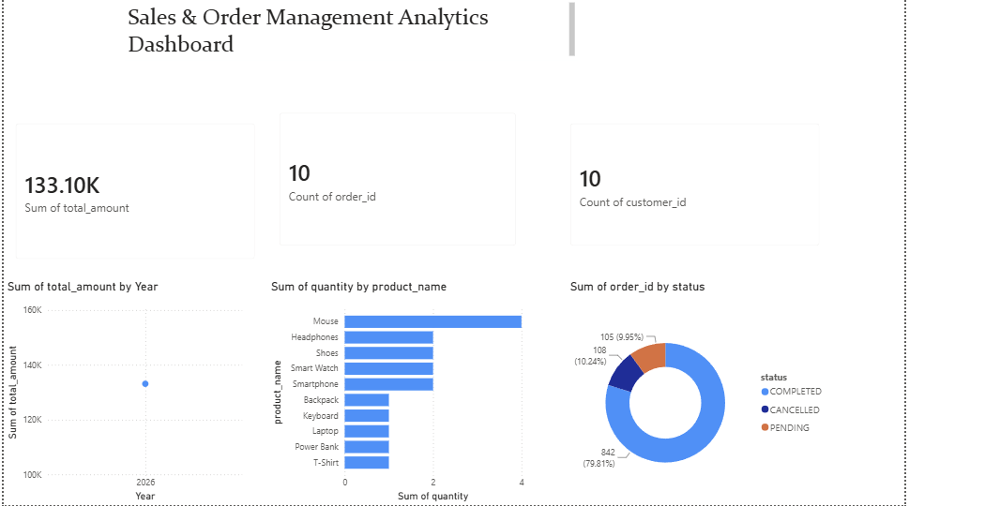 Sales & Order Management Analytics
Dashboard
133.10K
Sum of total_amount
10
Count of order_id
10
Count of customer_id
Sum of total_amount by Year
160K
140K
120K
100K
Sum of total_amount
2026
Year
Sum of quantity by product_name
product_name
Mouse
Headphones
Shoes
Smart Watch
Smartphone
Backpack
Keyboard
Laptop
Power Bank
T-Shirt
0 2 4
Sum of quantity
Sum of order_id by status
105 (9.95%)
108
(10.24%)
842
(79.81%)
status
COMPLETED
CANCELLED
PENDING